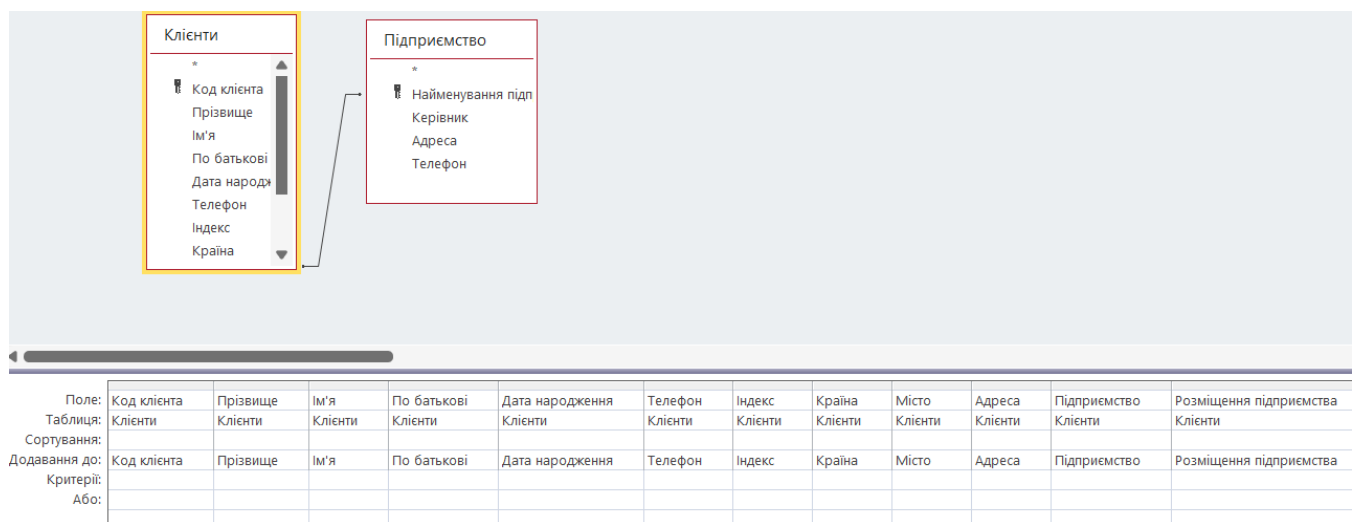 Клієнти
*
Код клієнта
Прізвище
Ім'я
По батькові
Дата народж
Телефон
Індекс
Країна
Підприємство
*
Найменування підп
Керівник
Адреса
Телефон
Поле: Код клієнта Прізвище Ім'я По батькові Дата народження Телефон Індекс Країна Місто Адреса Підприємство Розміщення підприємства
Таблиця: Клієнти Клієнти Клієнти Клієнти Клієнти Клієнти Клієнти Клієнти Клієнти Клієнти Клієнти Клієнти
Сортування:
Додавання до: Код клієнта Прізвище Ім'я По батькові Дата народження Телефон Індекс Країна Місто Адреса Підприємство Розміщення підприємства
Критерії:
Або: